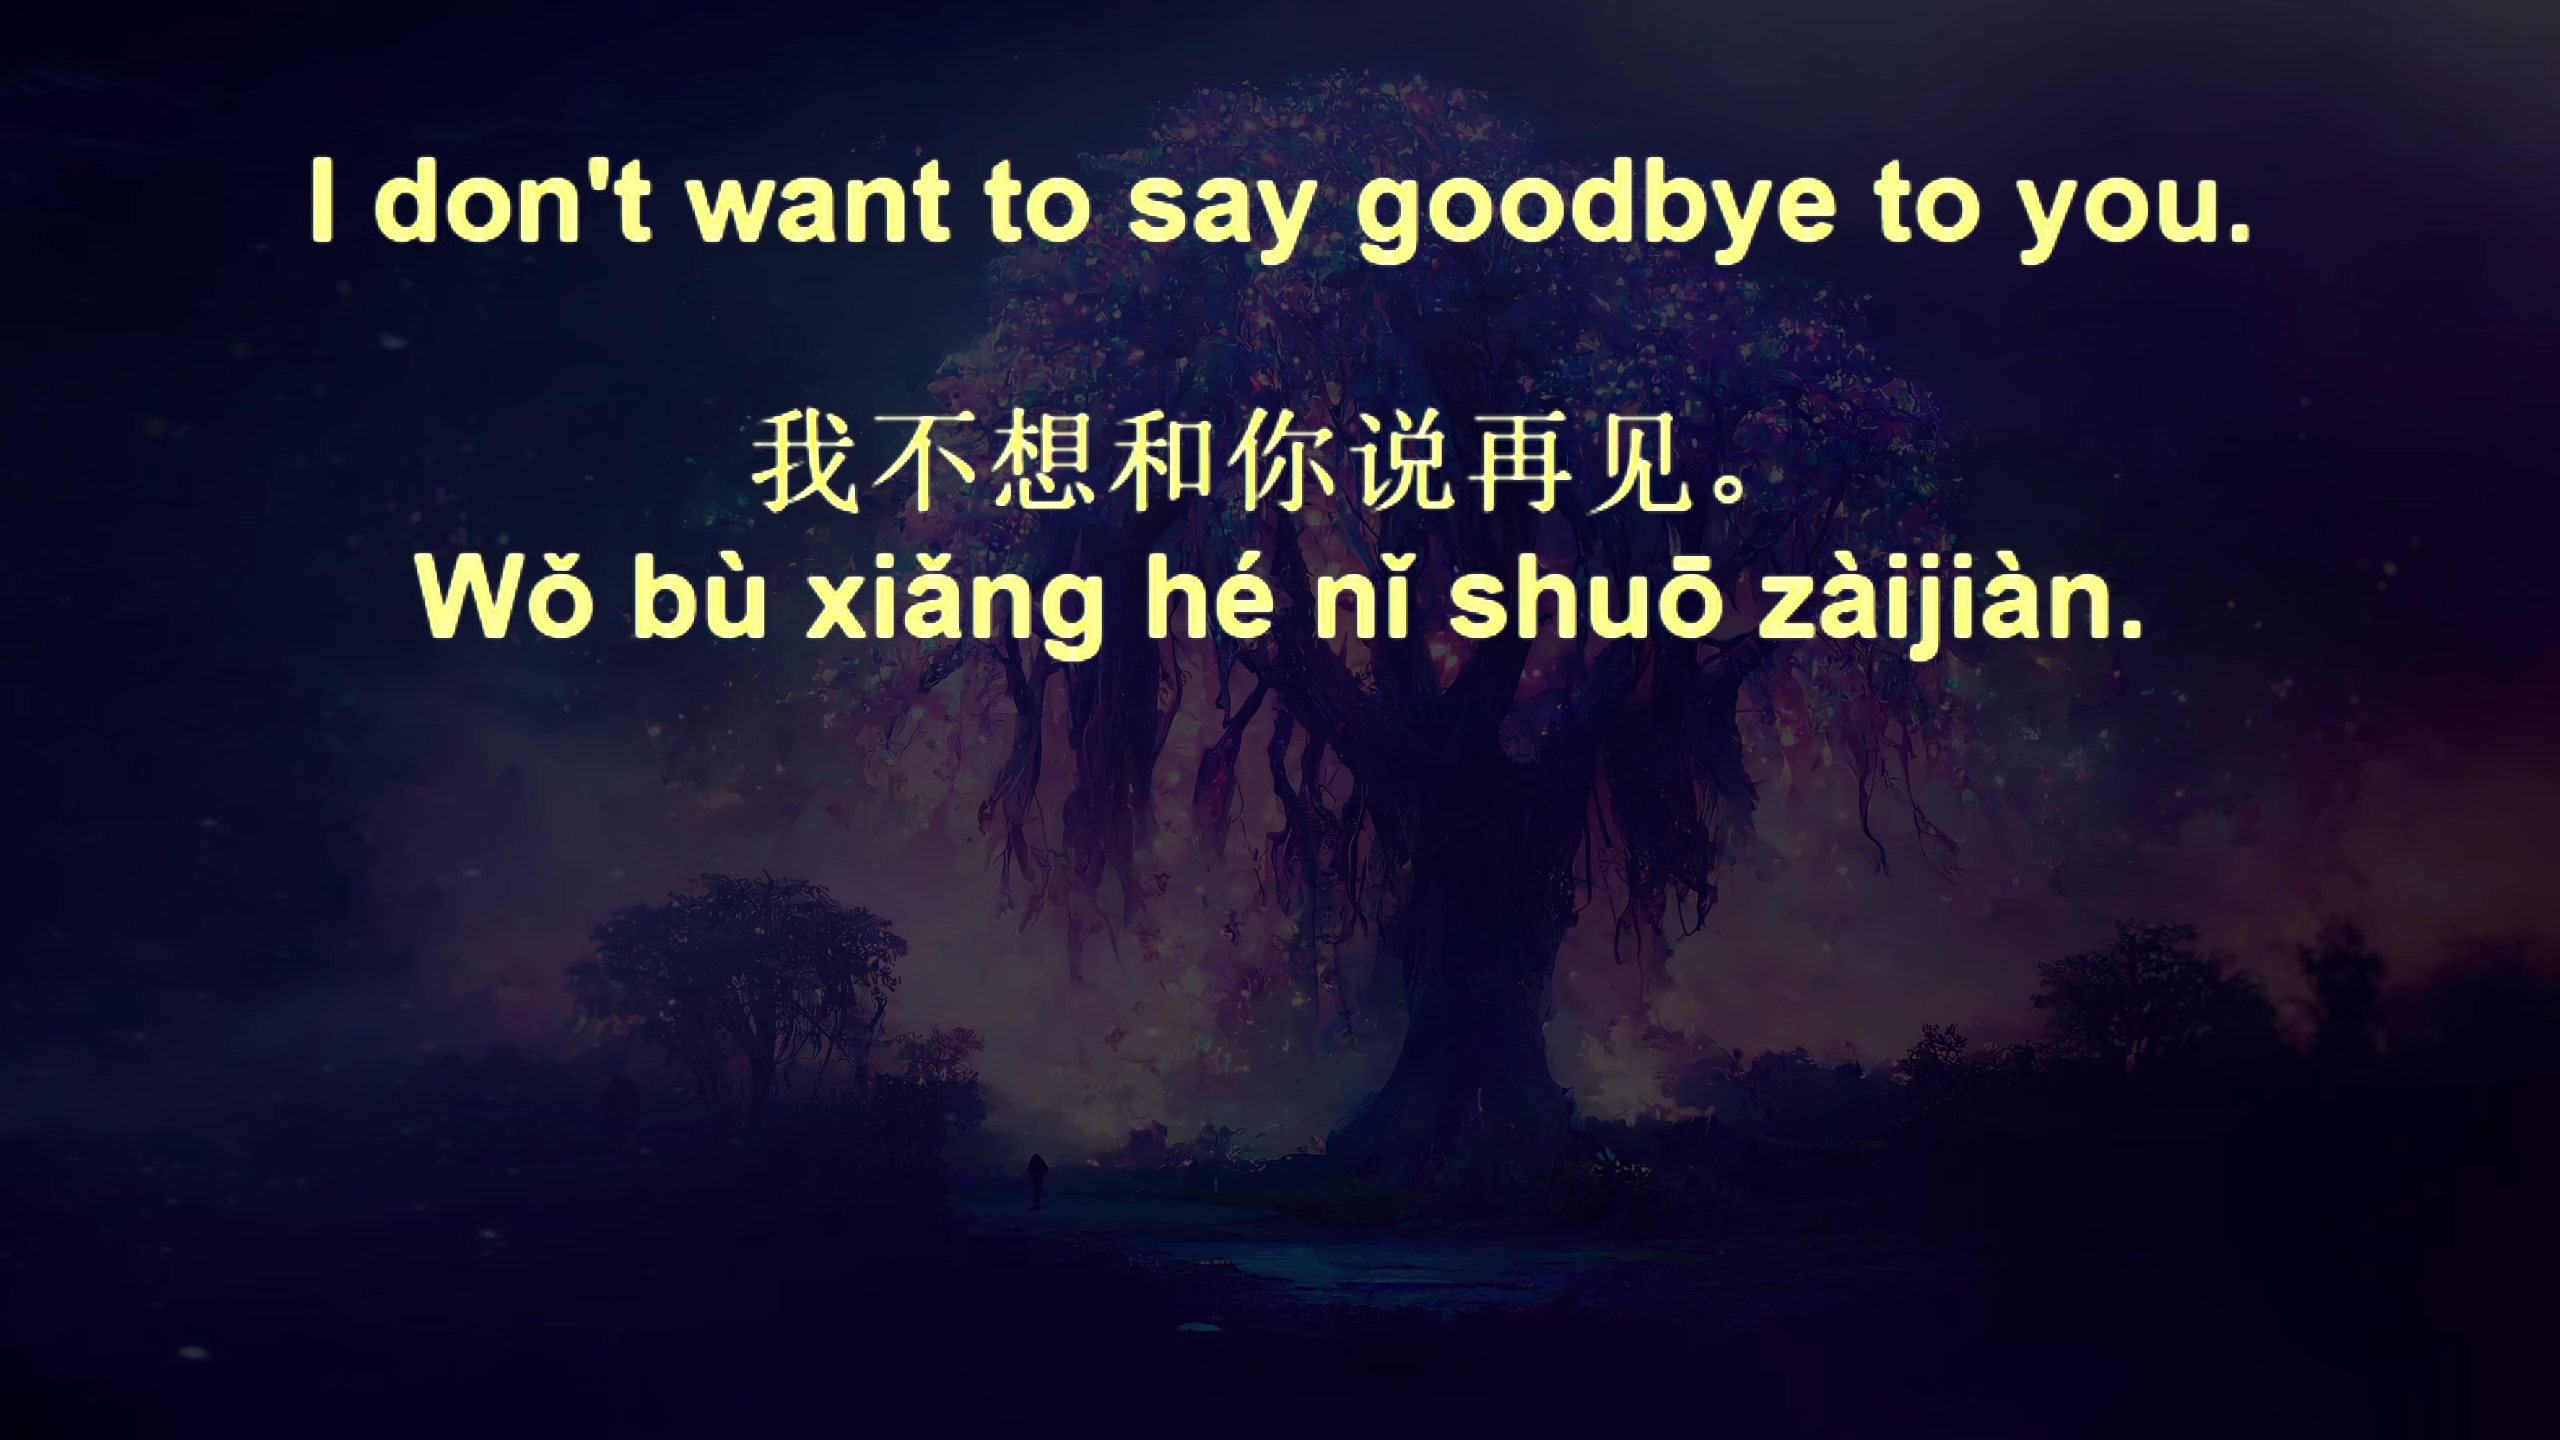 I don't want to say goodbye to you.
我不想和你说再见。
Wǒ bù xiǎng hé nǐ shuō zàijiàn.